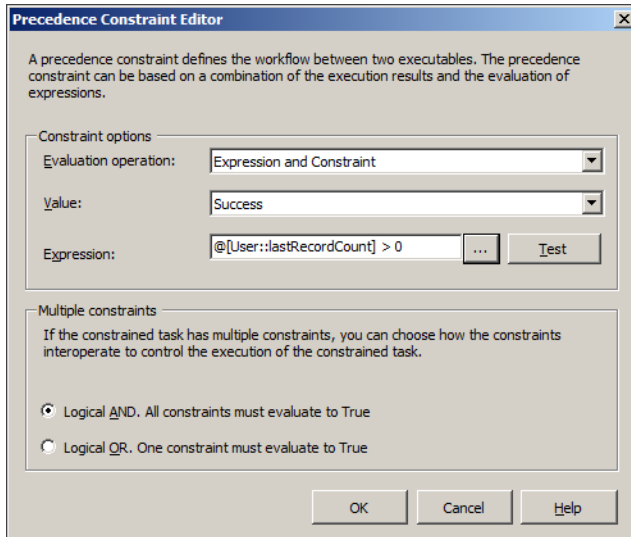 Precedence Constraint Editor
A precedence constraint defines the workflow between two executables. The precedence
constraint can be based on a combination of the execution results and the evaluation of
expressions.
Constraint options
Evaluation operation: Expression and Constraint
Value: Success
Expression: @[User::lastRecordCount] > 0 ... Test
Multiple constraints
If the constrained task has multiple constraints, you can choose how the constraints
interoperate to control the execution of the constrained task.
Logical AND. All constraints must evaluate to True
Logical OR. One constraint must evaluate to True
OK Cancel Help